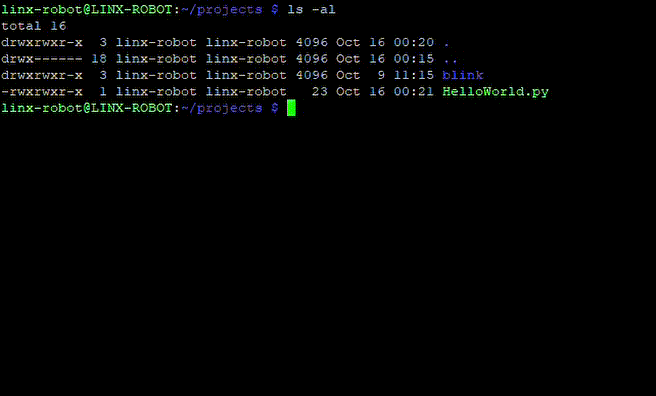 linx-robot@LINX-ROBOT:~/projects $ ls -al
total 16
drwxrwxr-x  3 linx-robot linx-robot 4096 Oct 16 00:20 .
drwx------ 18 linx-robot linx-robot 4096 Oct 16 00:15 ..
drwxrwxr-x  3 linx-robot linx-robot 4096 Oct  9 11:15 blink
-rwxrwxr-x  1 linx-robot linx-robot   23 Oct 16 00:21 HelloWorld.py
linx-robot@LINX-ROBOT:~/projects $